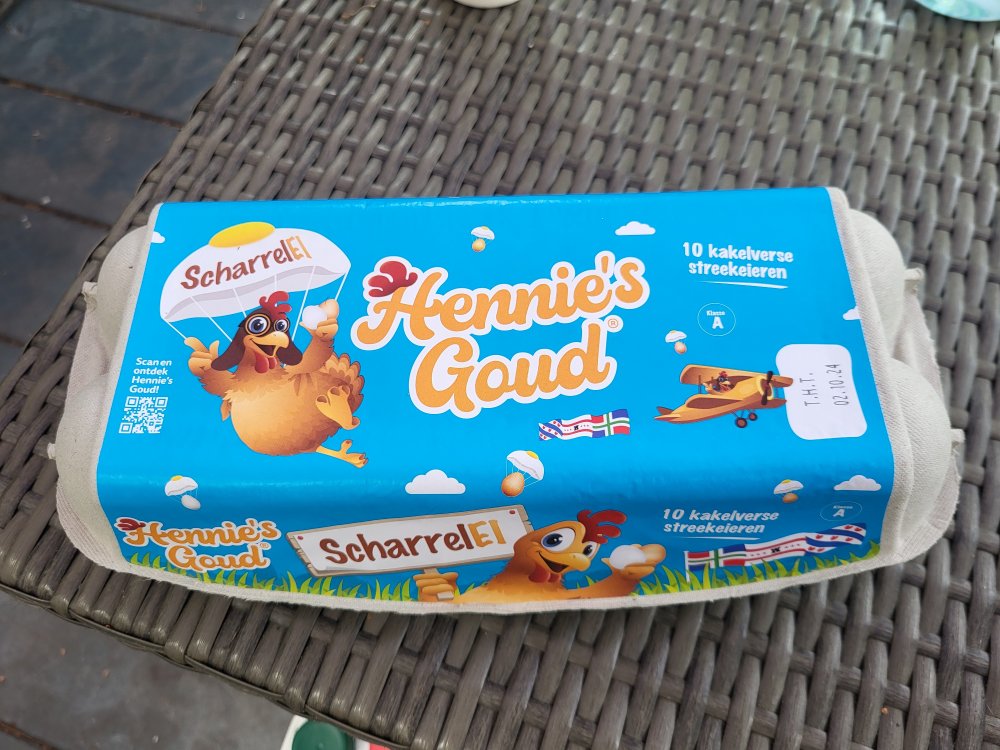 ScharrelEI
Hennie's
Goud®
10 kakelverse
streekeieren
Klasse
A
Scan en
ontdek
Hennie's
Goud!
T.H.T.
02.10.24
Hennie's
Goud®
ScharrelEI
10 kakelverse
streekeieren
Klasse
A